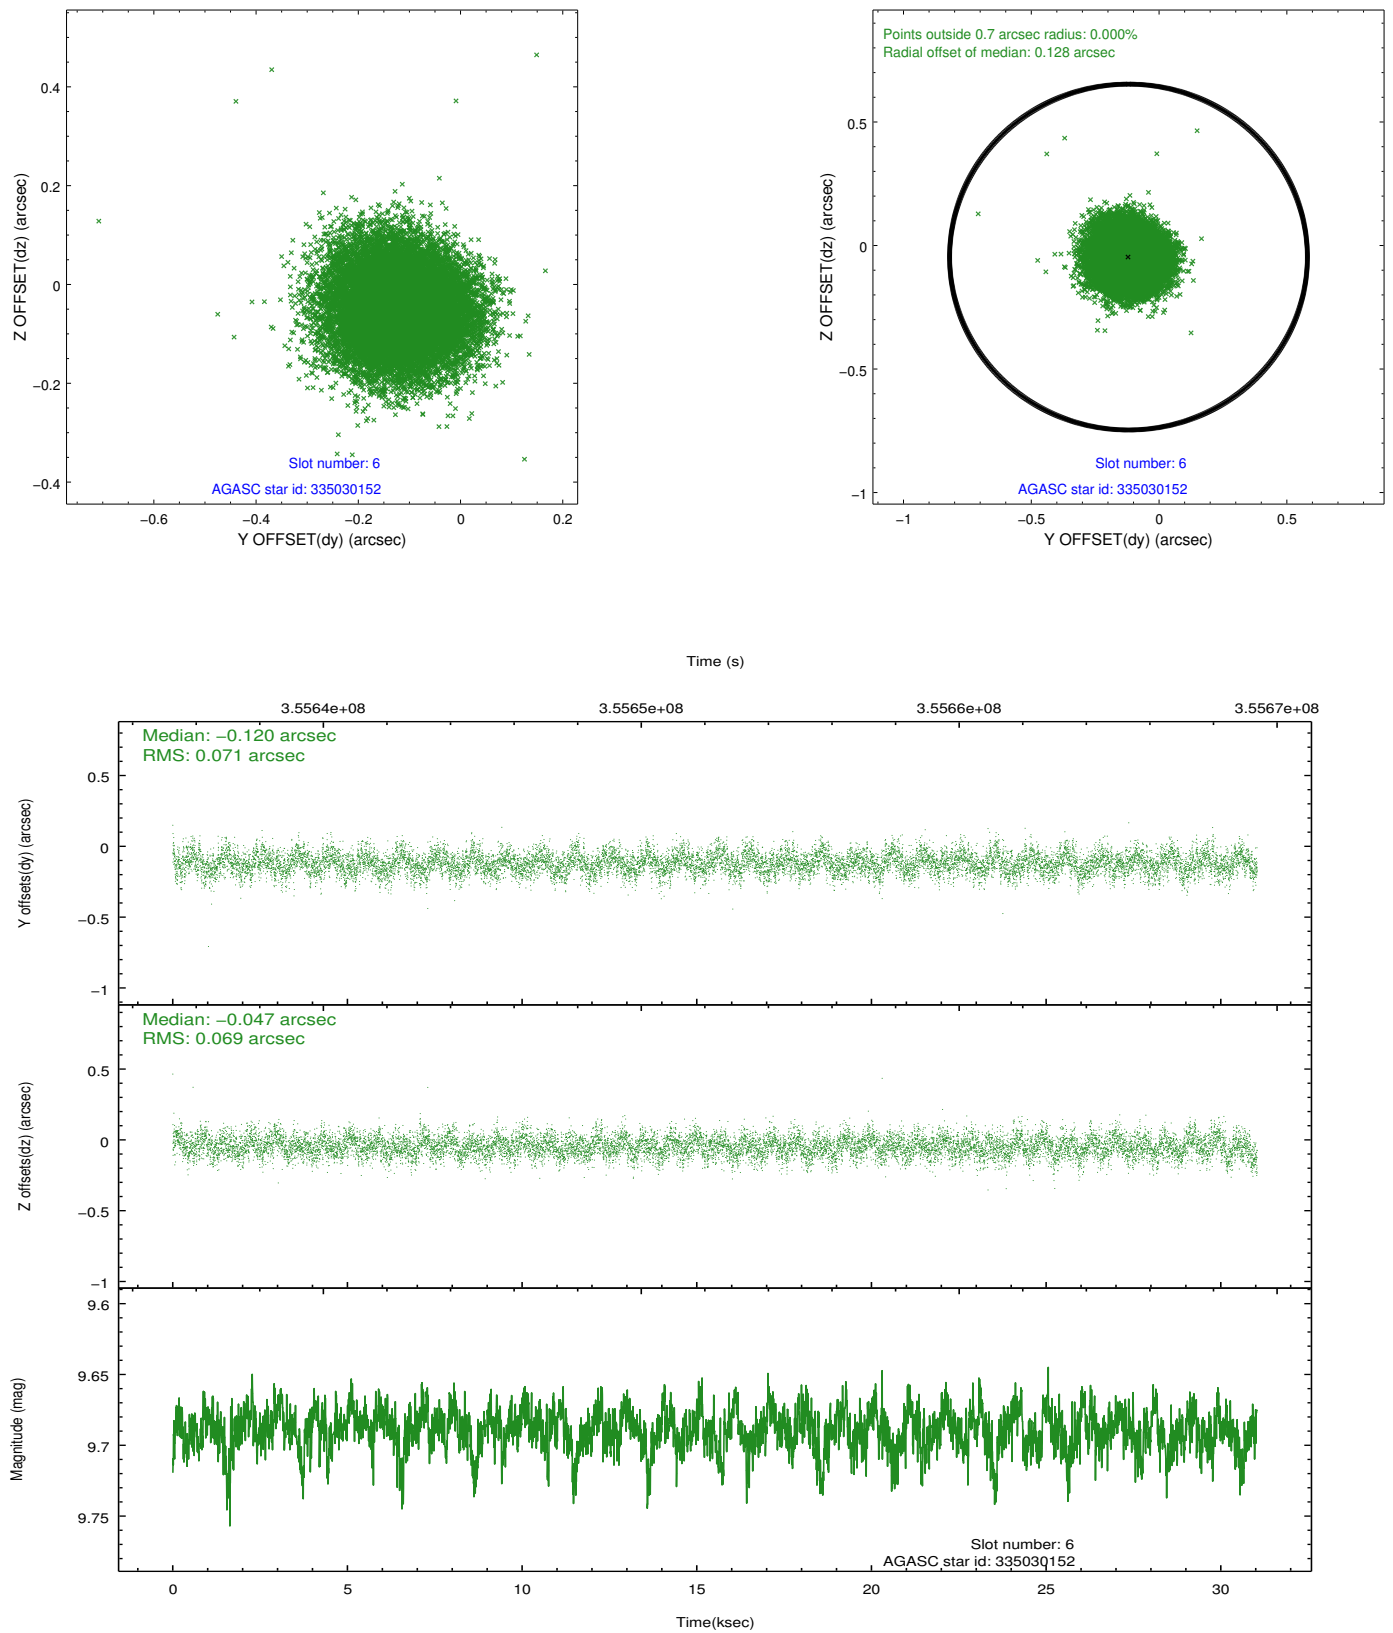 0.4
0.2
0
−0.2
−0.4
Z OFFSET(dz) (arcsec)
Slot number: 6
AGASC star id: 335030152
−0.6
−0.4
−0.2
0
0.2
Y OFFSET(dy) (arcsec)
Points outside 0.7 arcsec radius: 0.000%
Radial offset of median: 0.128 arcsec
0.5
0
−0.5
−1
Z OFFSET(dz) (arcsec)
Slot number: 6
AGASC star id: 335030152
−1
−0.5
0
0.5
Y OFFSET(dy) (arcsec)
Time (s)
3.5564e+08
3.5565e+08
3.5566e+08
3.5567e+08
Median: −0.120 arcsec
RMS: 0.071 arcsec
0.5
0
−0.5
−1
Y offsets(dy) (arcsec)
Median: −0.047 arcsec
RMS: 0.069 arcsec
0.5
0
−0.5
−1
Z offsets(dz) (arcsec)
9.6
9.65
9.7
9.75
Magnitude (mag)
Slot number: 6
AGASC star id: 335030152
0
5
10
15
20
25
30
Time(ksec)